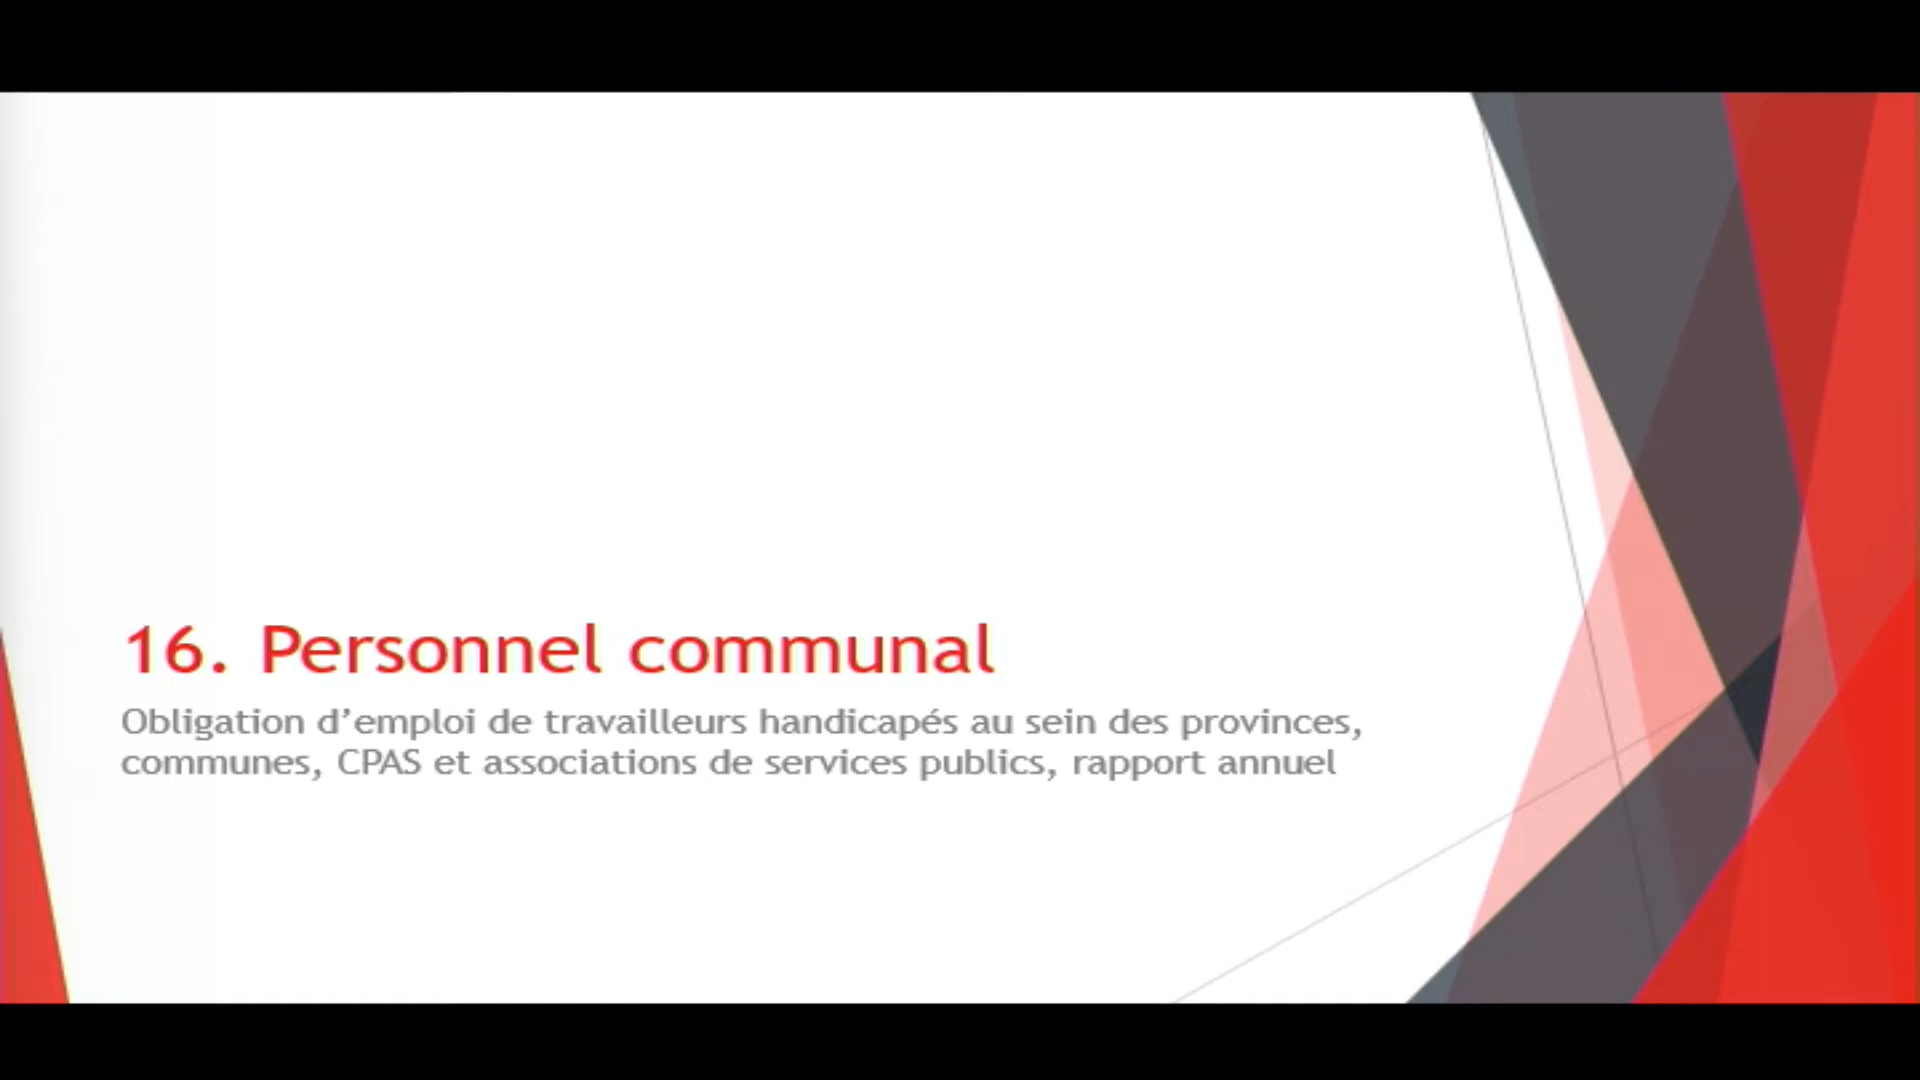 16. Personnel communal
Obligation d’emploi de travailleurs handicapés au sein des provinces,
communes, CPAS et associations de services publics, rapport annuel